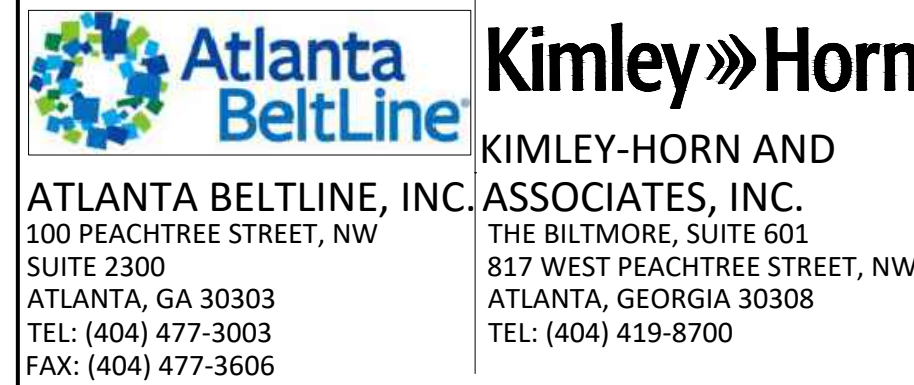 Atlanta
BeltLine
ATLANTA BELTLINE, INC.
100 PEACHTREE STREET, NW
SUITE 2300
ATLANTA, GA 30303
TEL: (404) 477-3003
FAX: (404) 477-3606
Kimley»)Horn
KIMLEY-HORN AND
ASSOCIATES, INC.
THE BILTMORE, SUITE 601
817 WEST PEACHTREE STREET, NW
ATLANTA, GEORGIA 30308
TEL: (404) 419-8700